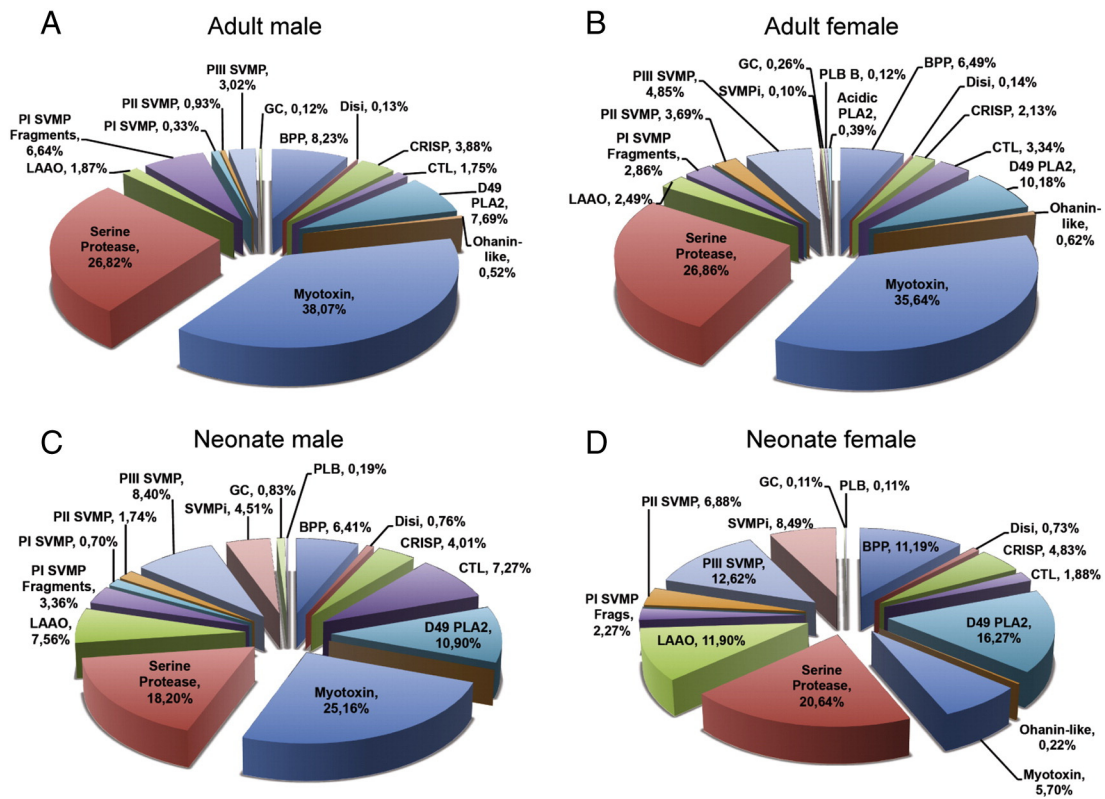 A
Adult male
PIII SVMP,
3,02%
PII SVMP, 0,93%
PI SVMP, 0,33%
PI SVMP
Fragments,
6,64%
LAAO, 1,87%
GC, 0,12%
Disi, 0,13%
BPP, 8,23%
CRISP, 3,88%
CTL, 1,75%
D49
PLA2,
7,69%
Ohanin-
like,
0,52%
Serine
Protease,
26,82%
Myotoxin,
38,07%
B
Adult female
GC, 0,26%
PLB B, 0,12%
BPP, 6,49%
PIII SVMP,
4,85%
SVMPi, 0,10%
Acidic
PLA2,
0,39%
Disi, 0,14%
CRISP, 2,13%
PII SVMP, 3,69%
PI SVMP
Fragments,
2,86%
LAAO, 2,49%
CTL, 3,34%
D49 PLA2,
10,18%
Ohanin-
like,
0,62%
Serine
Protease,
26,86%
Myotoxin,
35,64%
C
Neonate male
PLB, 0,19%
PIII SVMP,
8,40%
GC, 0,83%
SVMPi, 4,51%
PII SVMP, 1,74%
PI SVMP, 0,70%
PI SVMP
Fragments,
3,36%
LAAO,
7,56%
BPP, 6,41%
Disi, 0,76%
CRISP, 4,01%
CTL, 7,27%
D49 PLA2,
10,90%
Serine
Protease,
18,20%
Myotoxin,
25,16%
D
Neonate female
GC, 0,11%
PLB, 0,11%
PII SVMP, 6,88%
SVMPi, 8,49%
BPP, 11,19%
Disi, 0,73%
CRISP, 4,83%
CTL, 1,88%
PIII SVMP,
12,62%
PI SVMP
Frags,
2,27%
LAAO, 11,90%
D49 PLA2,
16,27%
Serine
Protease,
20,64%
Ohanin-like,
0,22%
Myotoxin,
5,70%